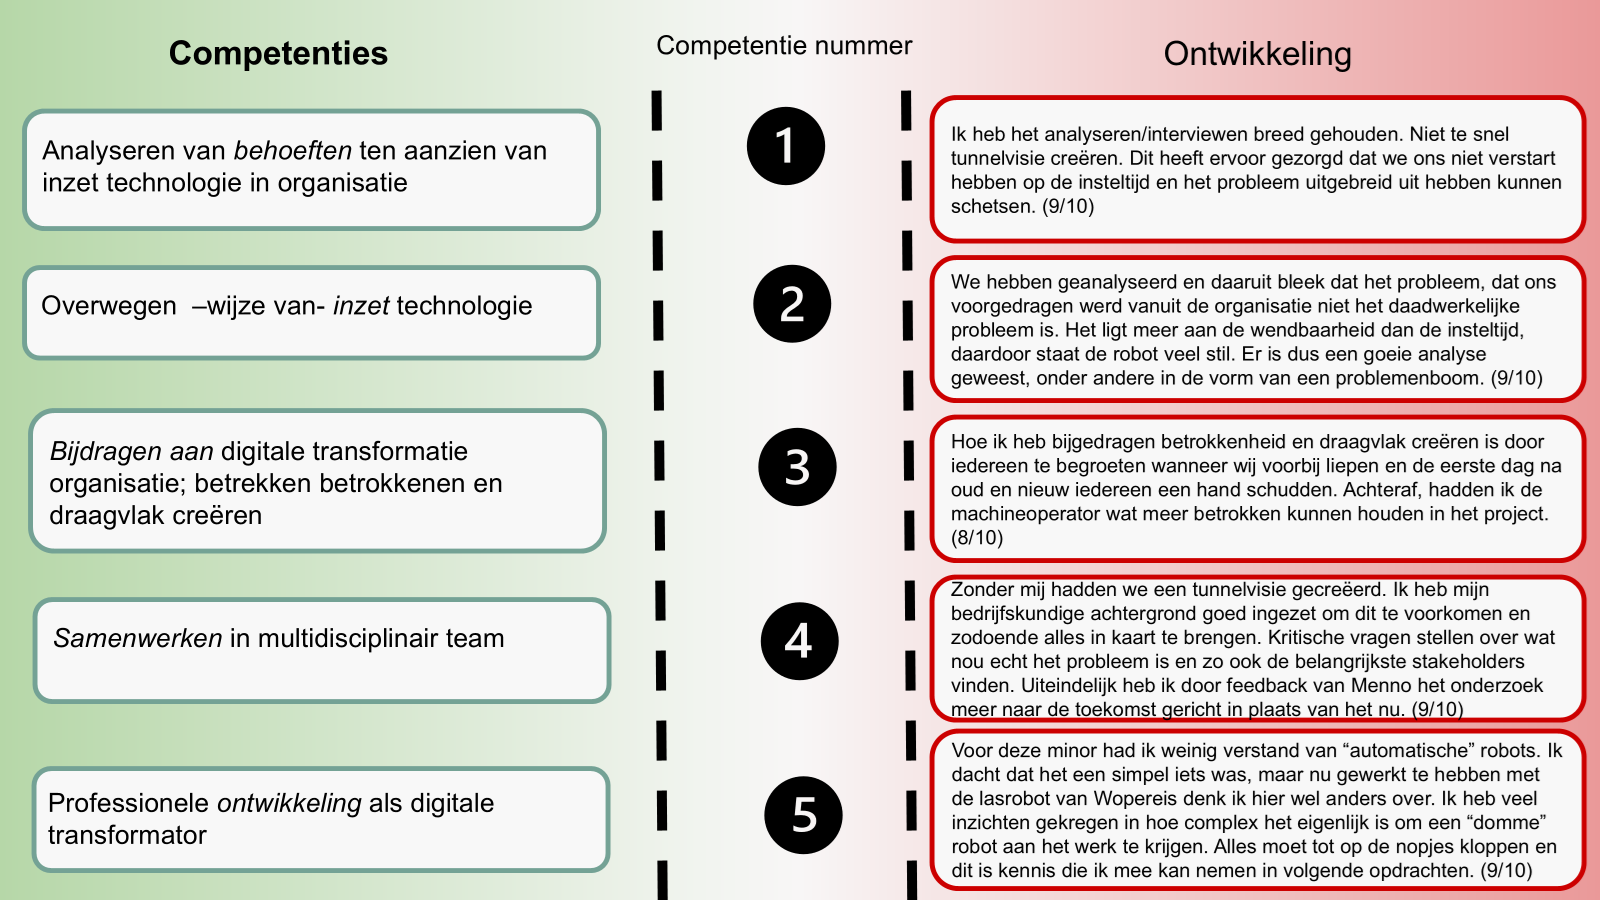 Competenties
Competentie nummer
Ontwikkeling
Analyseren van behoeften ten aanzien van
inzet technologie in organisatie
1
Ik heb het analyseren/interviewen breed gehouden. Niet te snel
tunnelvisie creëren. Dit heeft ervoor gezorgd dat we ons niet verstart
hebben op de insteltijd en het probleem uitgebreid uit hebben kunnen
schetsen. (9/10)
Overwegen –wijze van- inzet technologie
2
We hebben geanalyseerd en daaruit bleek dat het probleem, dat ons
voorgedragen werd vanuit de organisatie niet het daadwerkelijke
probleem is. Het ligt meer aan de wendbaarheid dan de insteltijd,
daardoor staat de robot veel stil. Er is dus een goeie analyse
geweest, onder andere in de vorm van een problemenboom. (9/10)
Bijdragen aan digitale transformatie
organisatie; betrekken betrokkenen en
draagvlak creëren
3
Hoe ik heb bijgedragen betrokkenheid en draagvlak creëren is door
iedereen te begroeten wanneer wij voorbij liepen en de eerste dag na
oud en nieuw iedereen een hand schudden. Achteraf, hadden ik de
machineoperator wat meer betrokken kunnen houden in het project.
(8/10)
Samenwerken in multidisciplinair team
4
Zonder mij hadden we een tunnelvisie gecreëerd. Ik heb mijn
bedrijfskundige achtergrond goed ingezet om dit te voorkomen en
zodoende alles in kaart te brengen. Kritische vragen stellen over wat
nou echt het probleem is en zo ook de belangrijkste stakeholders
vinden. Uiteindelijk heb ik door feedback van Menno het onderzoek
meer naar de toekomst gericht in plaats van het nu. (9/10)
Professionele ontwikkeling als digitale
transformator
5
Voor deze minor had ik weinig verstand van “automatische” robots. Ik
dacht dat het een simpel iets was, maar nu gewerkt te hebben met
de lasrobot van Wopereis denk ik hier wel anders over. Ik heb veel
inzichten gekregen in hoe complex het eigenlijk is om een “domme”
robot aan het werk te krijgen. Alles moet tot op de nopjes kloppen en
dit is kennis die ik mee kan nemen in volgende opdrachten. (9/10)